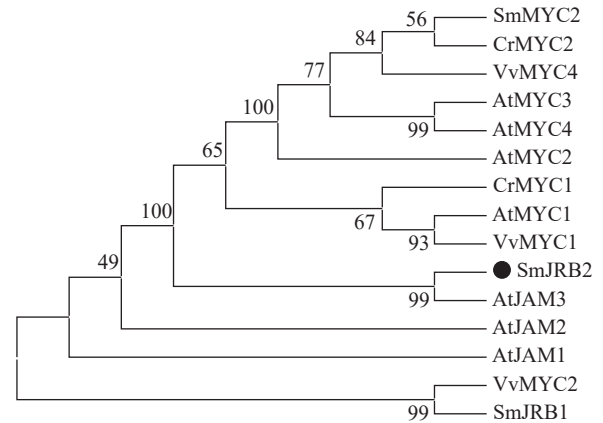 56 SmMYC2
84 CrMYC2
77 VvMYC4
AtMYC3
100 99 AtMYC4
65 AtMYC2
CrMYC1
100 67 AtMYC1
93 VvMYC1
49 SmJRB2
99 AtJAM3
AtJAM2
AtJAM1
VvMYC2
99 SmJRB1